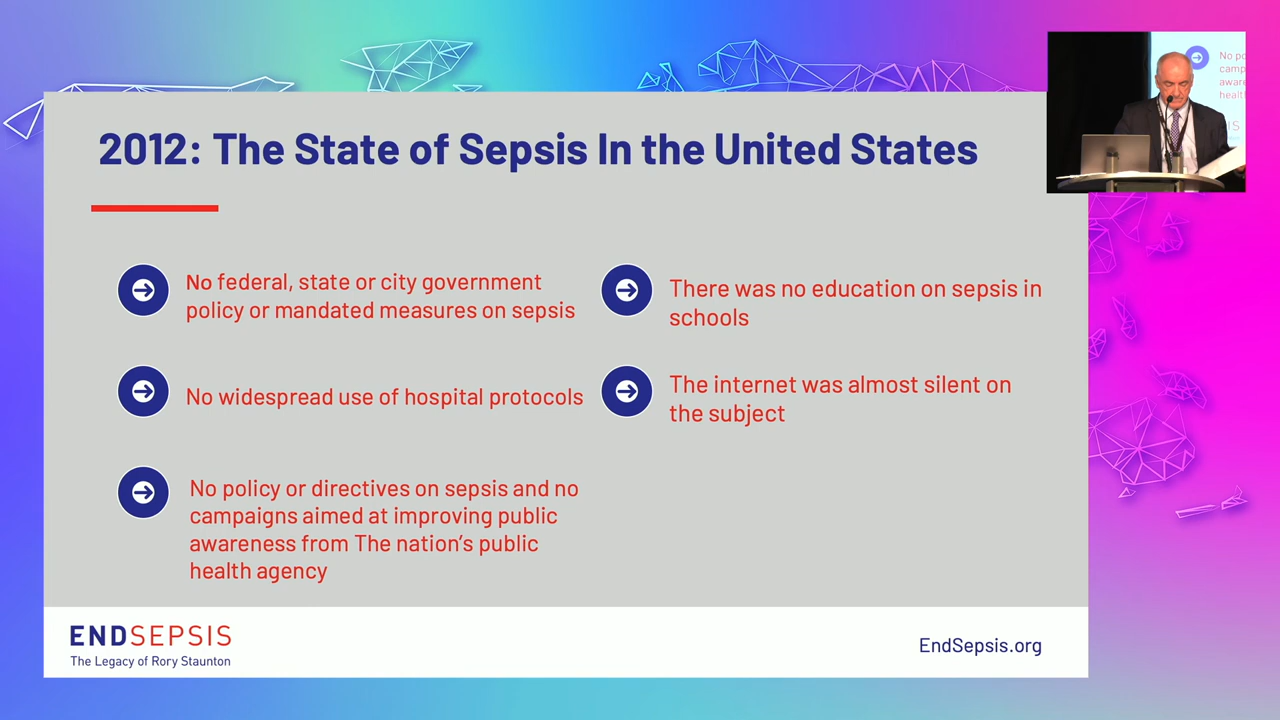 2012: The State of Sepsis In the United States
No federal, state or city government
policy or mandated measures on sepsis
No widespread use of hospital protocols
No policy or directives on sepsis and no
campaigns aimed at improving public
awareness from The nation's public
health agency
There was no education on sepsis in
schools
The internet was almost silent on
the subject
ENDSEPSIS
The Legacy of Rory Staunton
EndSepsis.org